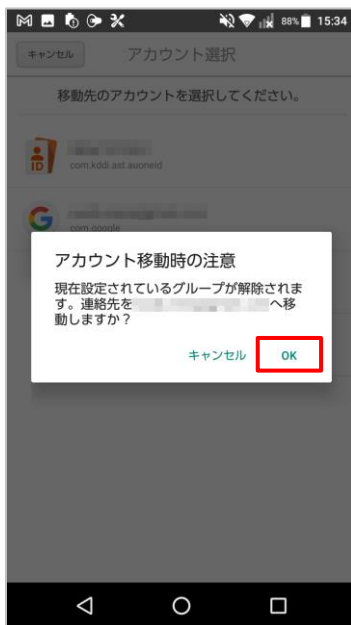 88% 15:34
キャンセル アカウント選択
移動先のアカウントを選択してください。
ID
com.kddi.ast.auoneid
G
com.google
アカウント移動時の注意
現在設定されているグループが解除されま
す。連絡先を へ移
動しますか？
キャンセル OK